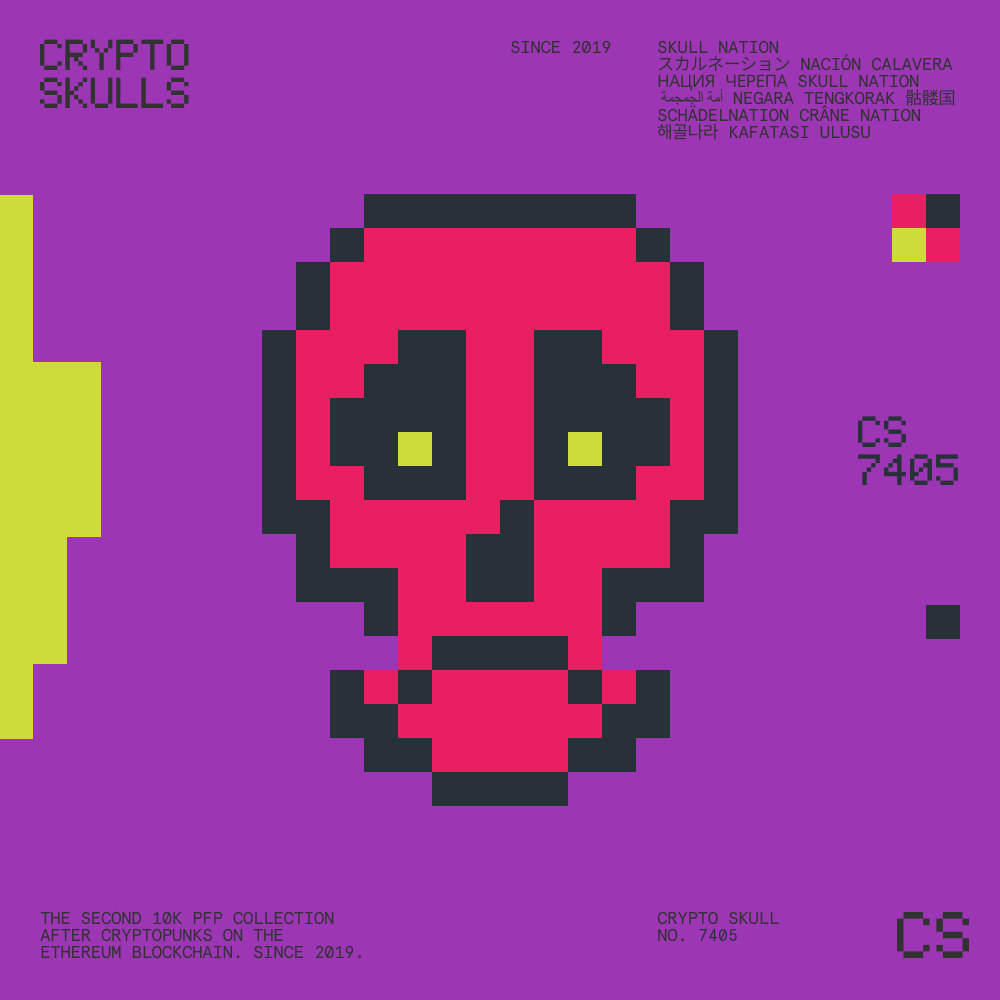 CRYPTO
SKULLS
SINCE 2019
SKULL NATION
スカルネーション NACIÓN CALAVERA
НАЦИЯ ЧЕРЕПА SKULL NATION
أمة الجمجمة NEGARA TENGKORAK 骷髅国
SCHÄDELNATION CRÂNE NATION
해골나라 KAFATASI ULUSU
CS
7405
THE SECOND 10K PFP COLLECTION
AFTER CRYPTOPUNKS ON THE
ETHEREUM BLOCKCHAIN. SINCE 2019.
CRYPTO SKULL
NO. 7405
CS